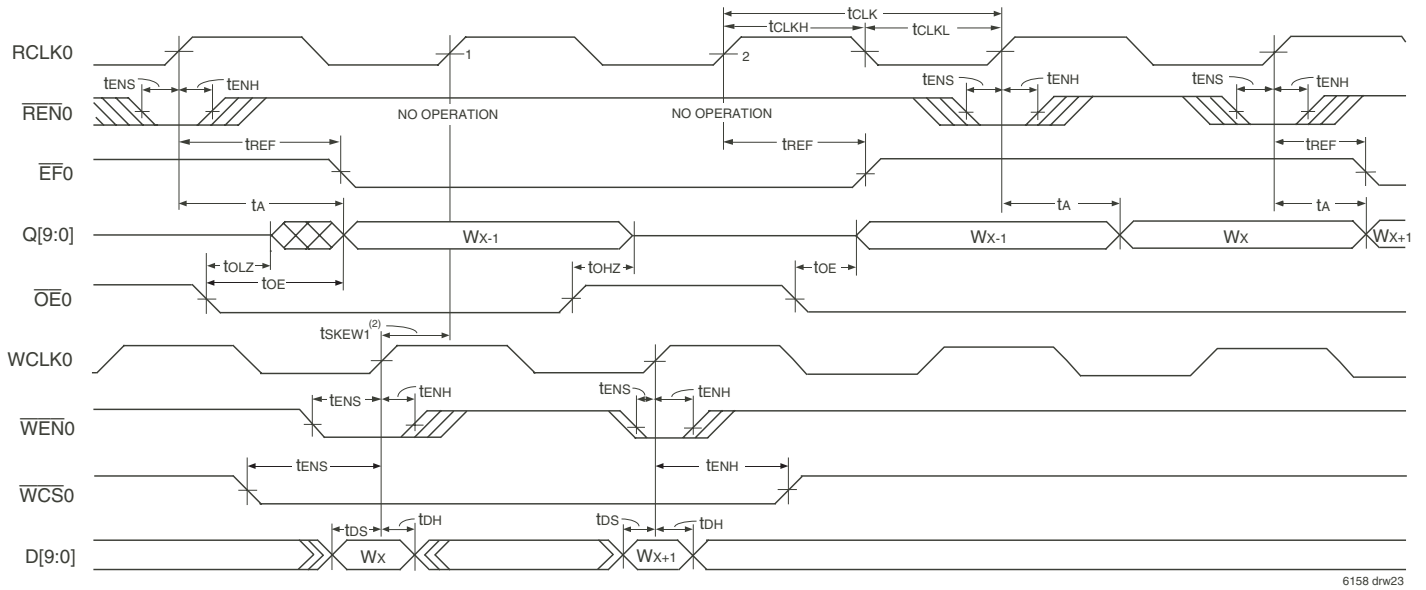 tCLK
tCLKH tCLKL
RCLK0 1 2
tENS tENH tENS tENH tENS tENH
REN0 NO OPERATION NO OPERATION
tREF tREF tREF
EF0
tA tA tA
Q[9:0] WX-1 WX-1 WX WX+1
tOLZ tOHZ tOE
tOE
OE0
tSKEW1(2)
WCLK0
tENS tENH tENS tENH
WEN0
tENS tENH
WCS0
tDS tDH tDS tDH
D[9:0] WX WX+1
6158 drw23